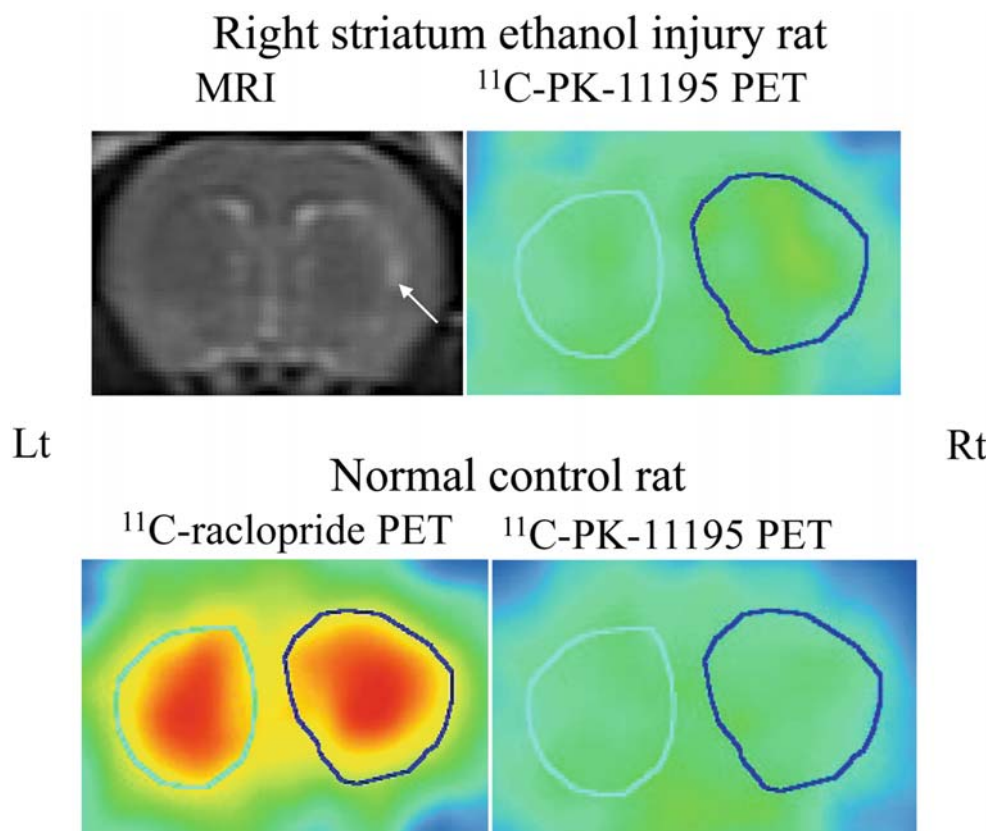 Right striatum ethanol injury rat
MRI
¹¹C-PK-11195 PET
Lt
Rt
Normal control rat
¹¹C-raclopride PET
¹¹C-PK-11195 PET